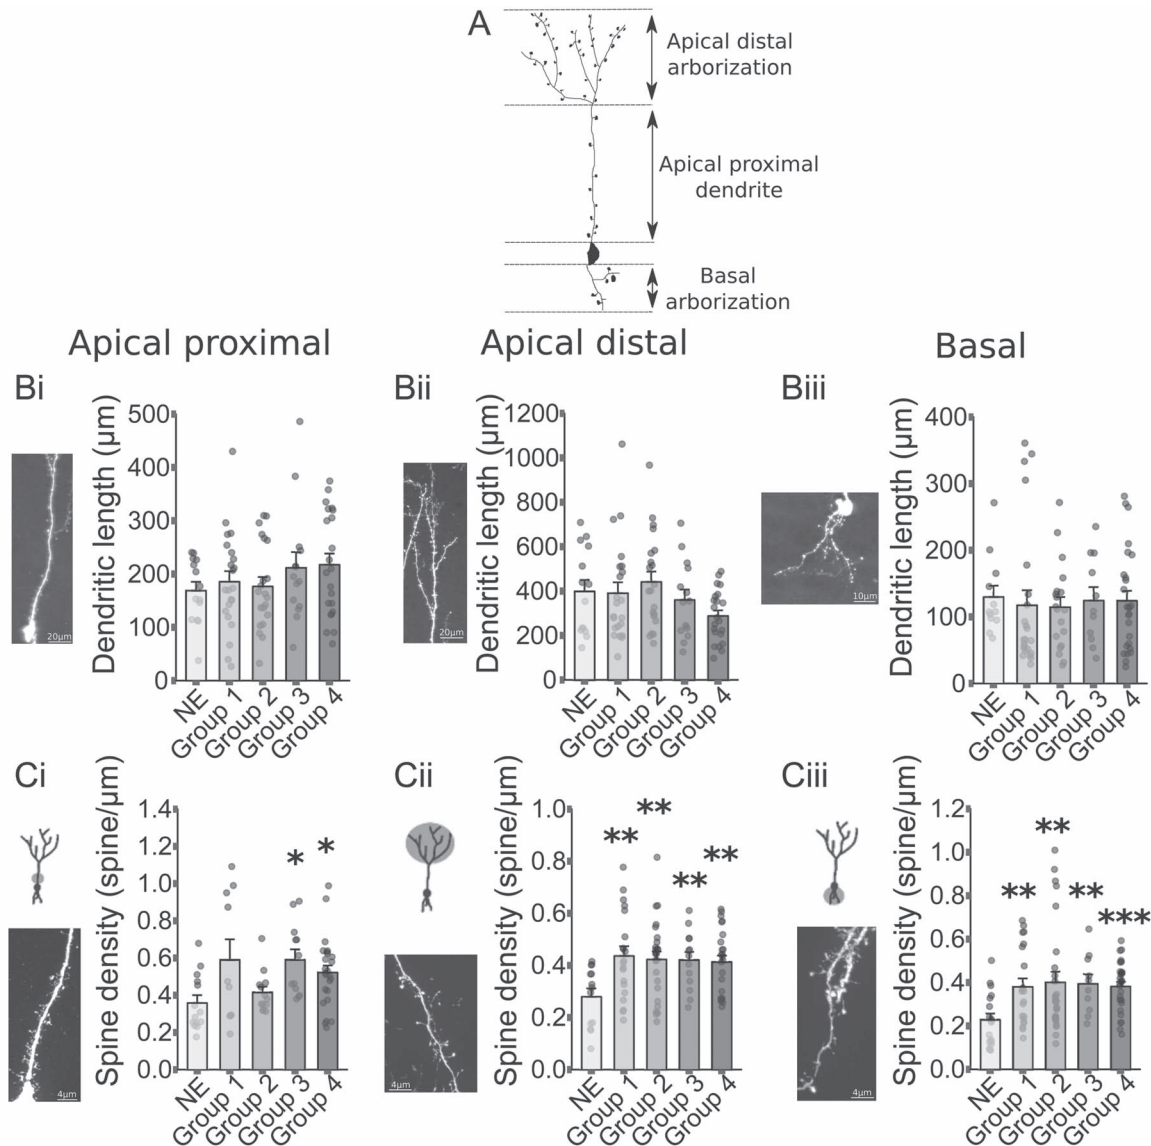 A
Apical distal
arborization
Apical proximal
dendrite
Basal
arborization
Apical proximal
Apical distal
Basal
Bi
Dendritic length (µm)
500
400
300
200
100
0
20µm
NE
Group 1
Group 2
Group 3
Group 4
Bii
Dendritic length (µm)
1200
1000
800
600
400
200
0
20µm
NE
Group 1
Group 2
Group 3
Group 4
Biii
Dendritic length (µm)
400
300
200
100
0
10µm
NE
Group 1
Group 2
Group 3
Group 4
Ci
Spine density (spine/µm)
1.4
1.2
1.0
0.8
0.6
0.4
0.2
0.0
* *
4µm
NE
Group 1
Group 2
Group 3
Group 4
Cii
Spine density (spine/µm)
1.0
0.8
0.6
0.4
0.2
0.0
** ** ** **
4µm
NE
Group 1
Group 2
Group 3
Group 4
Ciii
Spine density (spine/µm)
1.2
1.0
0.8
0.6
0.4
0.2
0.0
** ** ** ***
4µm
NE
Group 1
Group 2
Group 3
Group 4